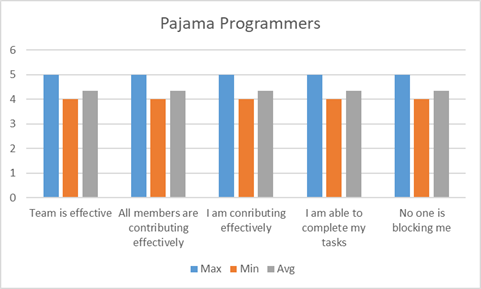 Pajama Programmers
6
5
4
3
2
1
0
Team is effective
All members are
contributing
effectively
I am conributing
effectively
I am able to
complete my
tasks
No one is
blocking me
Max Min Avg